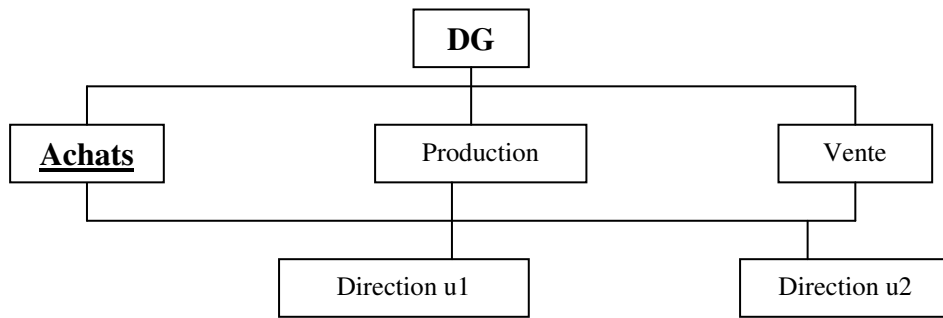 DG
Achats
Production
Vente
Direction u1
Direction u2